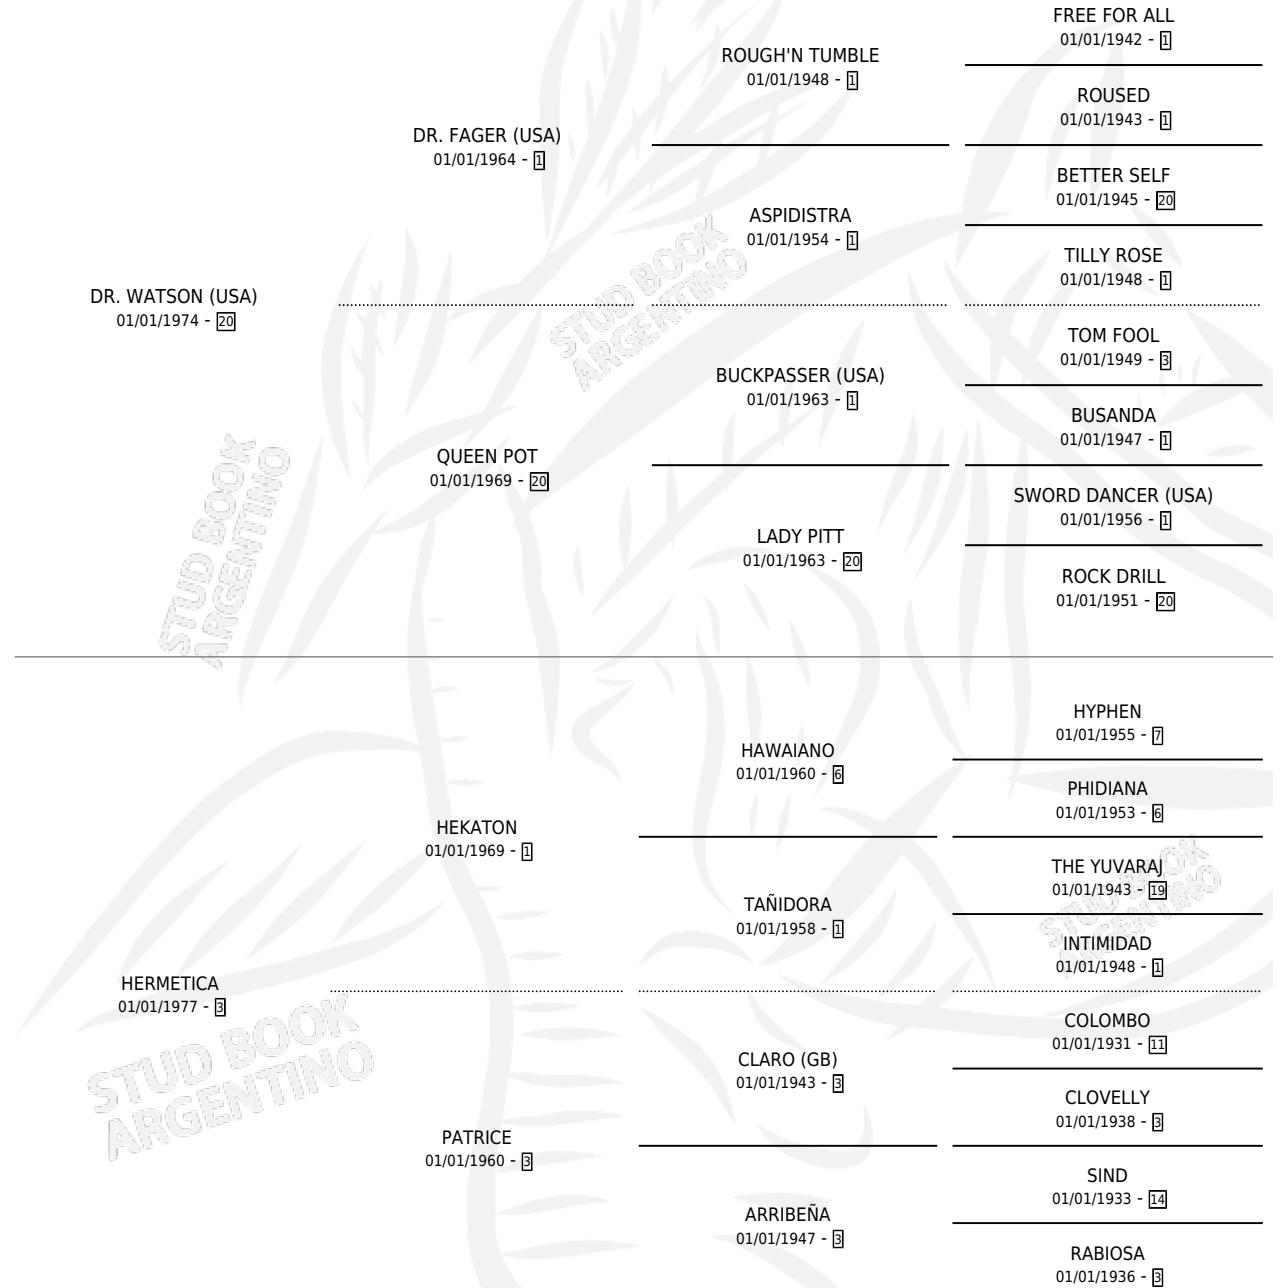 FREE FOR ALL
01/01/1942 - 1
ROUGH'N TUMBLE
01/01/1948 - 1
ROUSED
01/01/1943 - 1
DR. FAGER (USA)
01/01/1964 - 1
BETTER SELF
01/01/1945 - 20
ASPIDISTRA
01/01/1954 - 1
TILLY ROSE
01/01/1948 - 1
DR. WATSON (USA)
01/01/1974 - 20
TOM FOOL
01/01/1949 - 3
BUCKPASSER (USA)
01/01/1963 - 1
BUSANDA
01/01/1947 - 1
QUEEN POT
01/01/1969 - 20
SWORD DANCER (USA)
01/01/1956 - 1
LADY PITT
01/01/1963 - 20
ROCK DRILL
01/01/1951 - 20
HYPHEN
01/01/1955 - 7
HAWAIANO
01/01/1960 - 6
PHIDIANA
01/01/1953 - 6
HEKATON
01/01/1969 - 1
THE YUVARAJ
01/01/1943 - 19
TAÑIDORA
01/01/1958 - 1
INTIMIDAD
01/01/1948 - 1
HERMETICA
01/01/1977 - 3
COLOMBO
01/01/1931 - 11
CLARO (GB)
01/01/1943 - 3
CLOVELLY
01/01/1938 - 3
PATRICE
01/01/1960 - 3
SIND
01/01/1933 - 14
ARRIBEÑA
01/01/1947 - 3
RABIOSA
01/01/1936 - 3
STUD BOOK
ARGENTINO
STUD BOOK
ARGENTINO
STUD BOOK
ARGENTINO
STUD BOOK
ARGENTINO